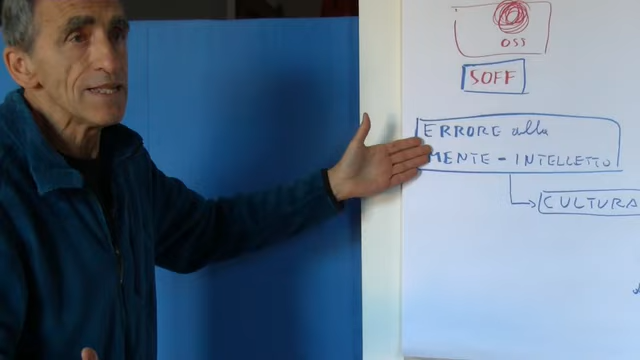 OSS
SOFF
ERRORE alla
MENTE - INTELLETTO
CULTURA